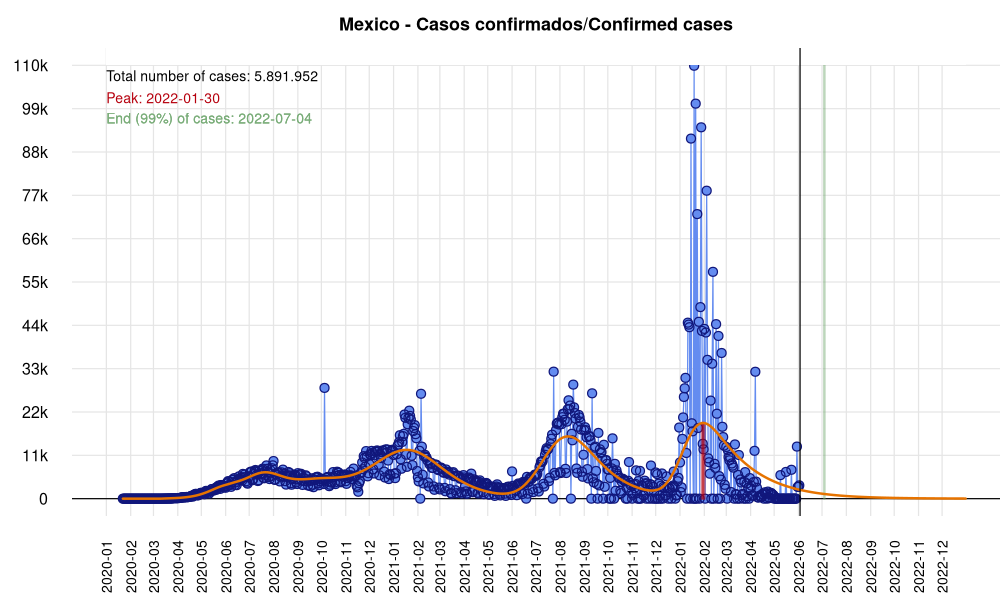 Mexico - Casos confirmados/Confirmed cases
Total number of cases: 5.891.952
Peak: 2022-01-30
End (99%) of cases: 2022-07-04
110k
99k
88k
77k
66k
55k
44k
33k
22k
11k
0
2020-01
2020-02
2020-03
2020-04
2020-05
2020-06
2020-07
2020-08
2020-09
2020-10
2020-11
2020-12
2021-01
2021-02
2021-03
2021-04
2021-05
2021-06
2021-07
2021-08
2021-09
2021-10
2021-11
2021-12
2022-01
2022-02
2022-03
2022-04
2022-05
2022-06
2022-07
2022-08
2022-09
2022-10
2022-11
2022-12